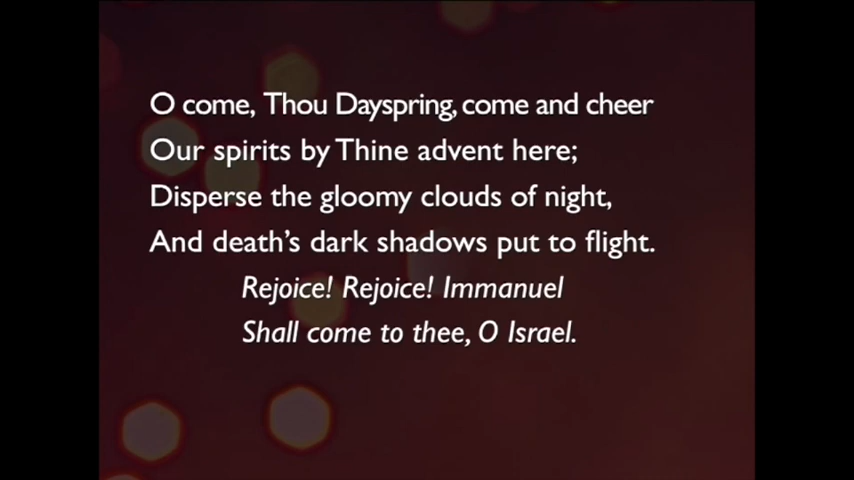 O come, Thou Dayspring, come and cheer
Our spirits by Thine advent here;
Disperse the gloomy clouds of night,
And death's dark shadows put to flight.
Rejoice! Rejoice! Immanuel
Shall come to thee, O Israel.